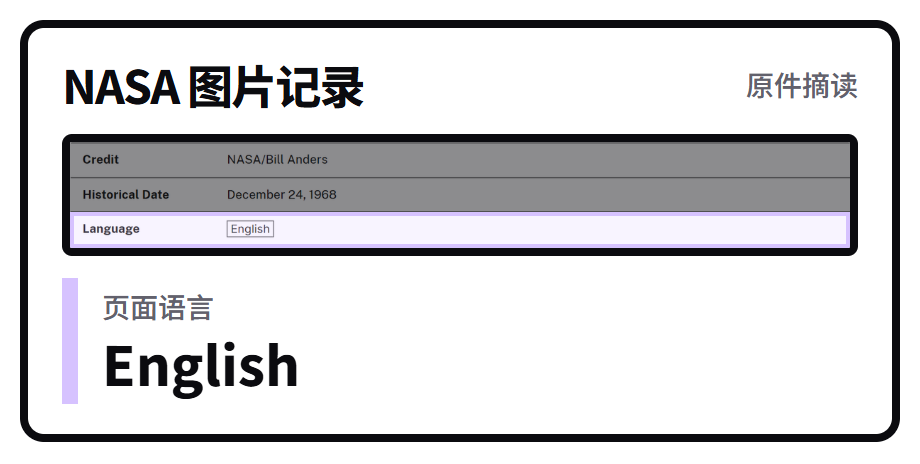 NASA 图片记录
原件摘读
Credit NASA/Bill Anders
Historical Date December 24, 1968
Language English
页面语言
English